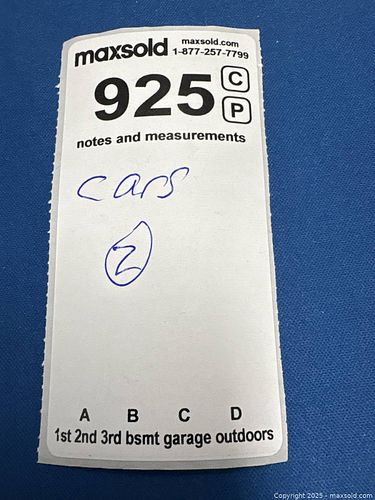 maxsold
maxsold.com
1-877-257-7799
925
C
P
notes and measurements
cars
2
A B C D
1st 2nd 3rd bsmt garage outdoors
Copyright 2025 - maxsold.com